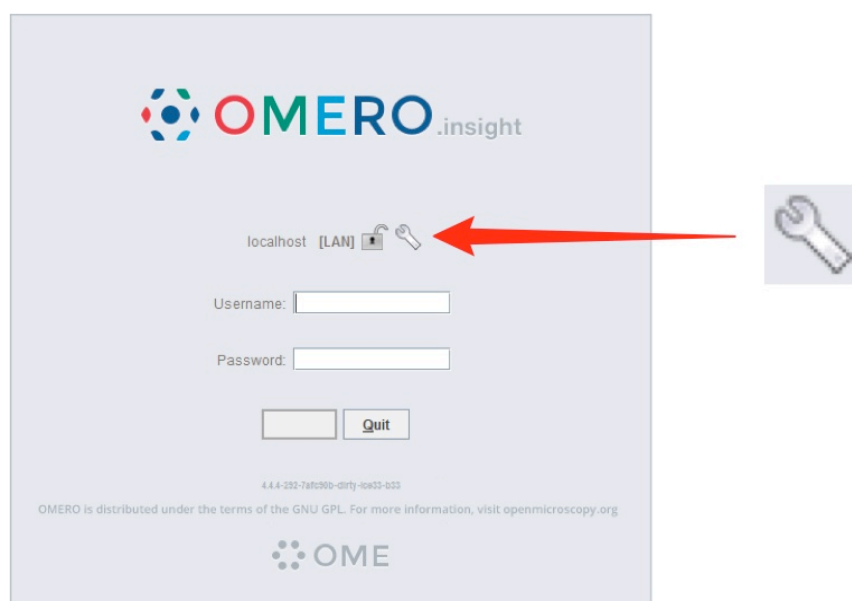 OMERO.insight
localhost [LAN]
Username:
Password:
Quit
OMERO is distributed under the terms of the GNU GPL. For more information, visit openmicroscopy.org
OME